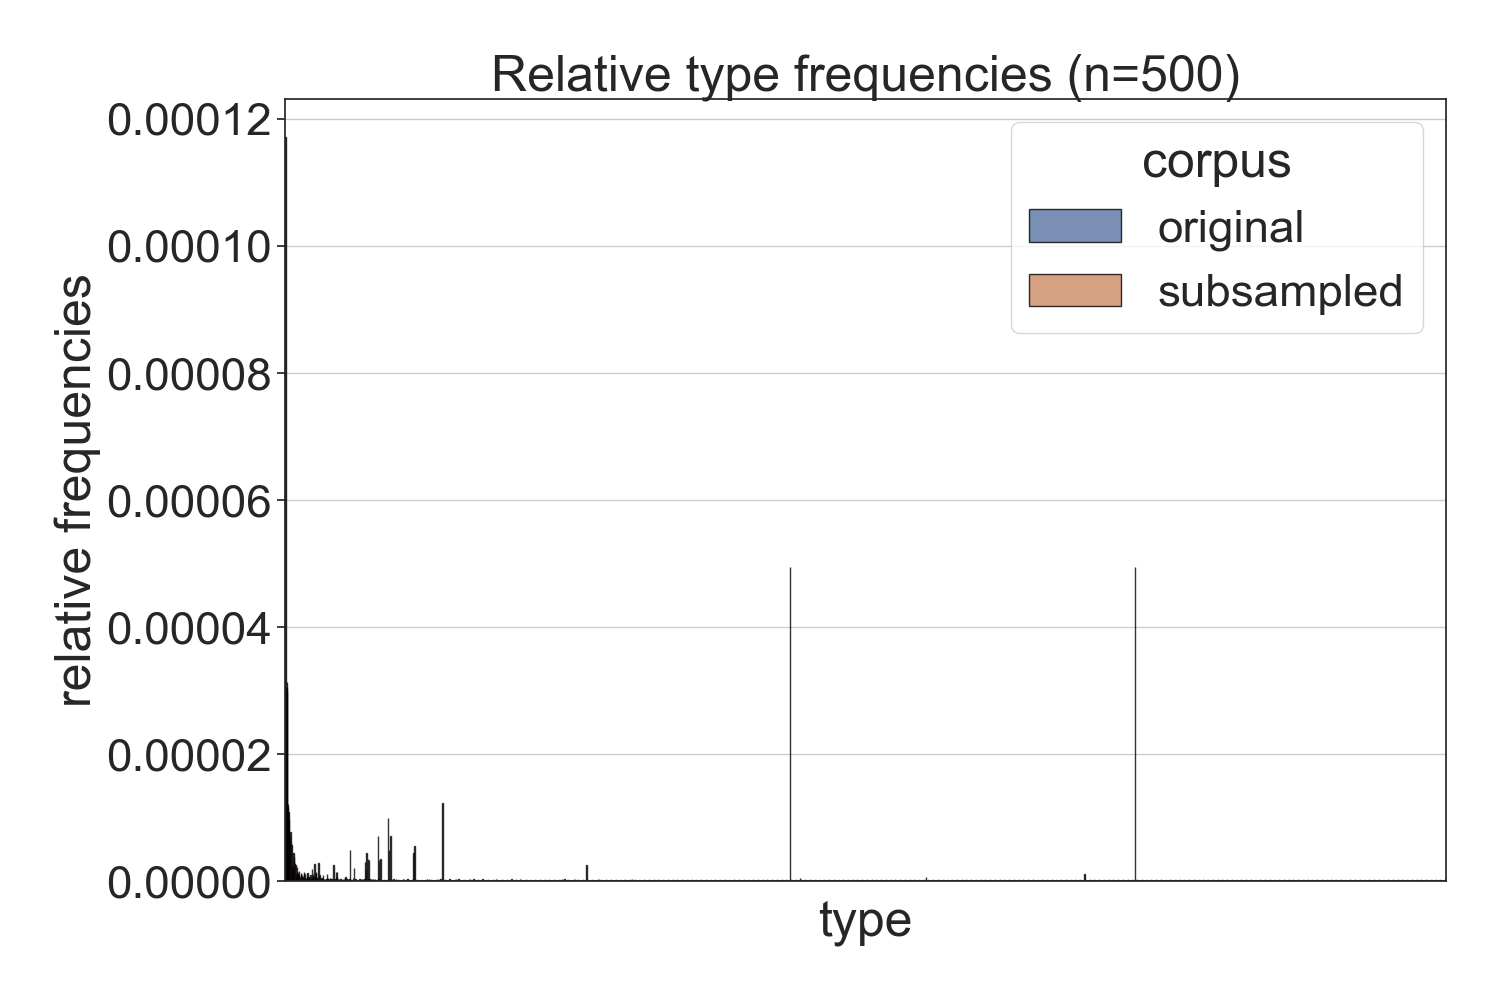 Relative type frequencies (n=500)
0.00012
0.00010
0.00008
0.00006
0.00004
0.00002
0.00000
relative frequencies
corpus
original
subsampled
type